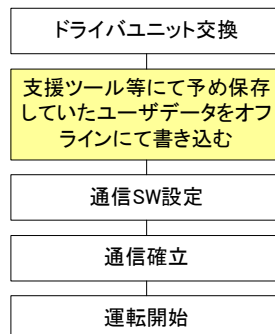 ドライバユニット交換
支援ツール等にて予め保存
していたユーザデータをオフ
ラインにて書き込む
通信SW設定
通信確立
運転開始